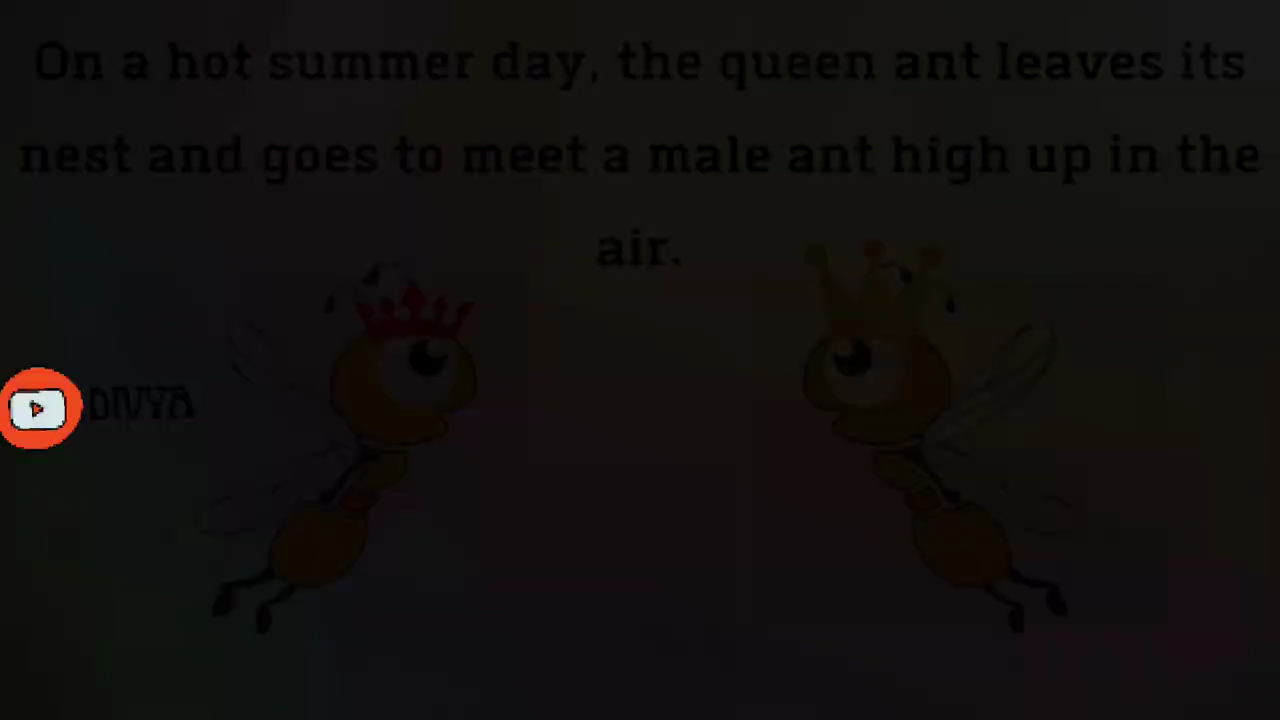 On a hot summer day, the queen ant leaves its
nest and goes to meet a male ant high up in the
air.
DIVYA